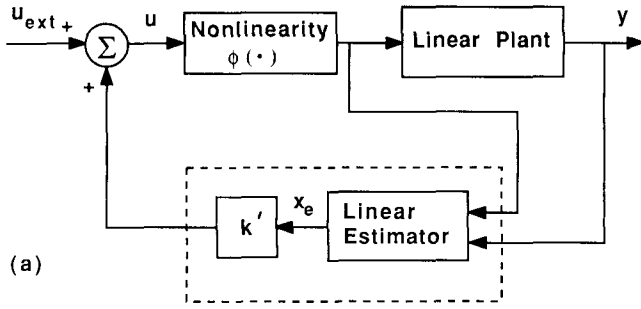 u_ext +
Σ
u
Nonlinearity
ϕ(•)
Linear Plant
y
+
k′
x_e
Linear
Estimator
(a)